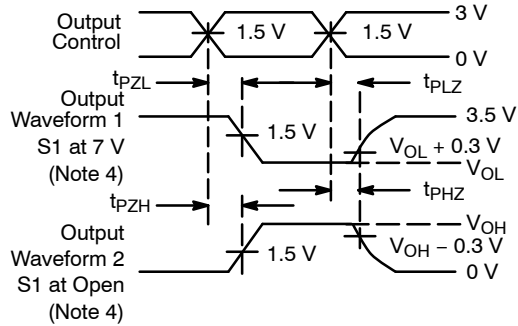 Output
Control
1.5 V
1.5 V
3 V
0 V
tPZL
tPLZ
Output
Waveform 1
S1 at 7 V
(Note 4)
1.5 V
3.5 V
VOL + 0.3 V
VOL
tPZH
tPHZ
Output
Waveform 2
S1 at Open
(Note 4)
1.5 V
VOH
VOH − 0.3 V
0 V